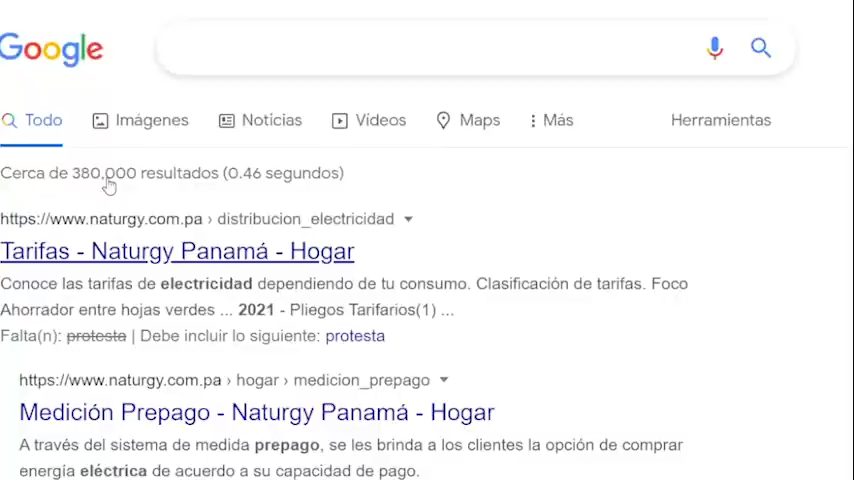 Google
Todo Imágenes Noticias Vídeos Maps Más Herramientas
Cerca de 380,000 resultados (0.46 segundos)
https://www.naturgy.com.pa › distribucion_electricidad
Tarifas - Naturgy Panamá - Hogar
Conoce las tarifas de electricidad dependiendo de tu consumo. Clasificación de tarifas. Foco
Ahorrador entre hojas verdes ... 2021 - Pliegos Tarifarios(1) ...
Falta(n): protesta | Debe incluir lo siguiente: protesta
https://www.naturgy.com.pa › hogar › medicion_prepago
Medición Prepago - Naturgy Panamá - Hogar
A través del sistema de medida prepago, se les brinda a los clientes la opción de comprar
energía eléctrica de acuerdo a su capacidad de pago.